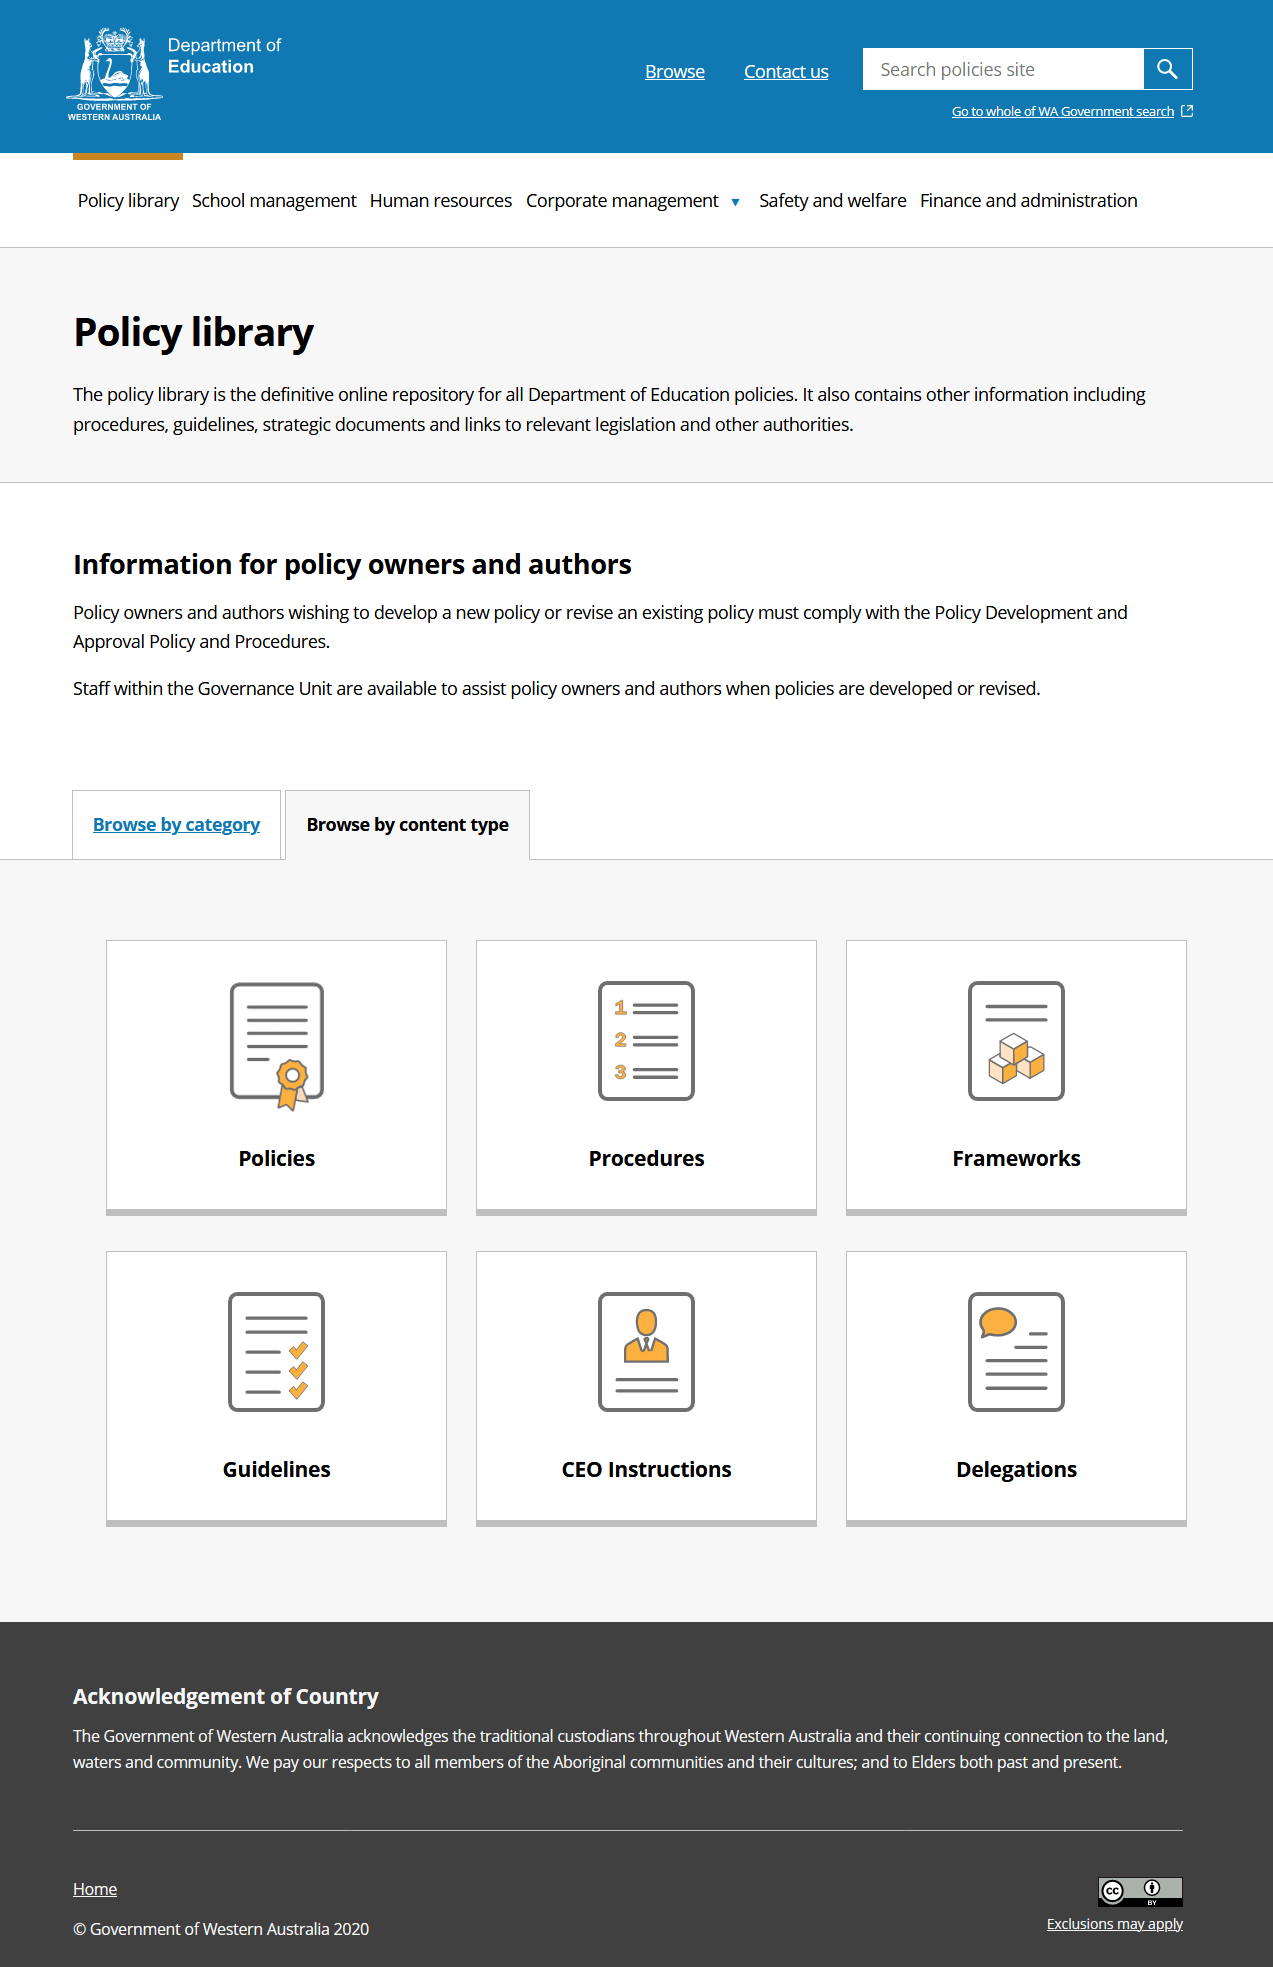 Department of
Education
GOVERNMENT OF
WESTERN AUSTRALIA
Browse
Contact us
Search policies site
Go to whole of WA Government search
Policy library
School management
Human resources
Corporate management
Safety and welfare
Finance and administration
Policy library
The policy library is the definitive online repository for all Department of Education policies. It also contains other information including
procedures, guidelines, strategic documents and links to relevant legislation and other authorities.
Information for policy owners and authors
Policy owners and authors wishing to develop a new policy or revise an existing policy must comply with the Policy Development and
Approval Policy and Procedures.
Staff within the Governance Unit are available to assist policy owners and authors when policies are developed or revised.
Browse by category
Browse by content type
1
2
3
Policies
Procedures
Frameworks
Guidelines
CEO Instructions
Delegations
Acknowledgement of Country
The Government of Western Australia acknowledges the traditional custodians throughout Western Australia and their continuing connection to the land,
waters and community. We pay our respects to all members of the Aboriginal communities and their cultures; and to Elders both past and present.
Home
© Government of Western Australia 2020
cc
BY
Exclusions may apply